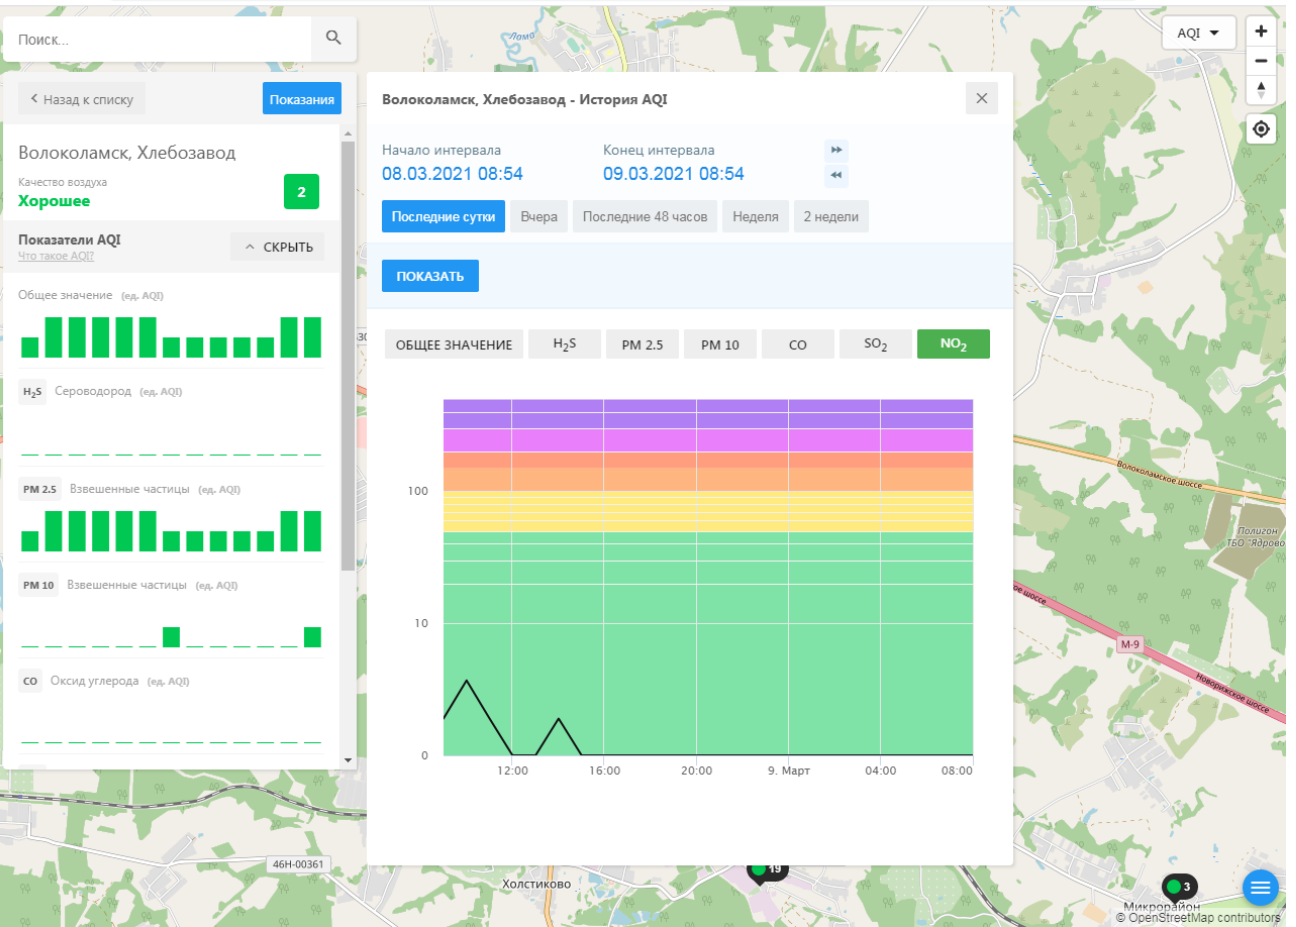 Поиск...
Лама
AQI
Назад к списку
Показания
Волоколамск, Хлебозавод
Качество воздуха
Хорошее
2
Показатели AQI
Что такое AQI?
СКРЫТЬ
Общее значение (ед. AQI)
H₂S Сероводород (ед. AQI)
PM 2.5 Взвешенные частицы (ед. AQI)
PM 10 Взвешенные частицы (ед. AQI)
CO Оксид углерода (ед. AQI)
Волоколамск, Хлебозавод - История AQI
Начало интервала
08.03.2021 08:54
Конец интервала
09.03.2021 08:54
Последние сутки
Вчера
Последние 48 часов
Неделя
2 недели
ПОКАЗАТЬ
ОБЩЕЕ ЗНАЧЕНИЕ
H₂S
PM 2.5
PM 10
CO
SO₂
NO₂
100
10
0
12:00
16:00
20:00
9. Март
04:00
08:00
Волоколамское шоссе
Полигон
ТБО "Ядрово
М-9
Новорижское шоссе
46Н-00361
Холстиково
19
3
Микрорайон
© OpenStreetMap contributors